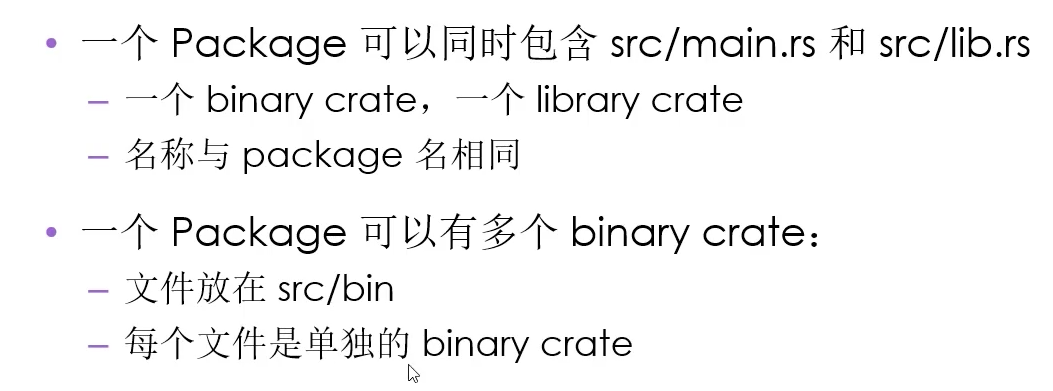 • 一个 Package 可以同时包含 src/main.rs 和 src/lib.rs
– 一个 binary crate，一个 library crate
– 名称与 package 名相同
• 一个 Package 可以有多个 binary crate：
– 文件放在 src/bin
– 每个文件是单独的 binary crate